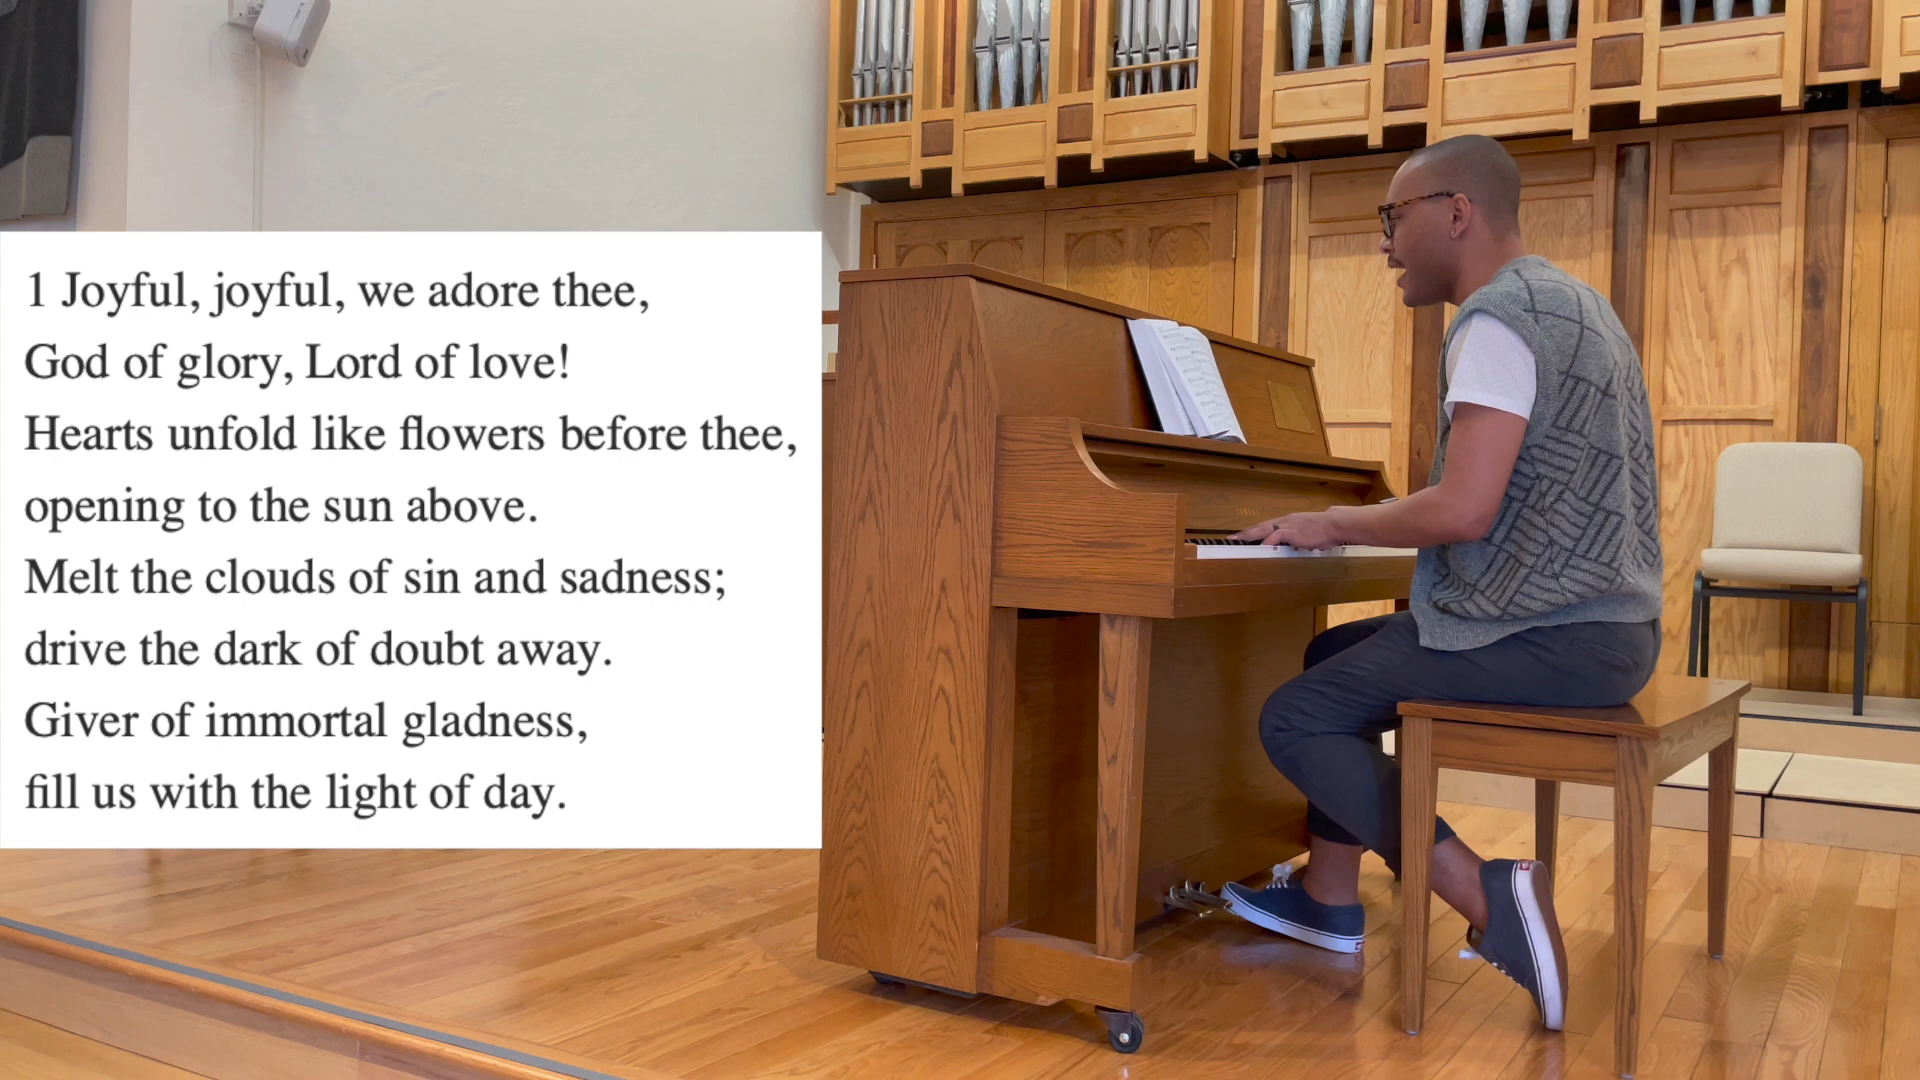 1 Joyful, joyful, we adore thee,
God of glory, Lord of love!
Hearts unfold like flowers before thee,
opening to the sun above.
Melt the clouds of sin and sadness;
drive the dark of doubt away.
Giver of immortal gladness,
fill us with the light of day.